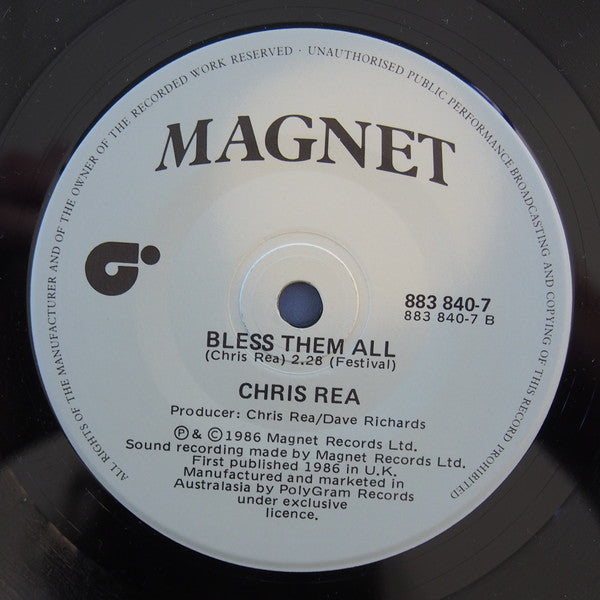 ALL RIGHTS OF THE MANUFACTURER AND OF THE OWNER OF THE RECORDED WORK RESERVED · UNAUTHORISED PUBLIC PERFORMANCE BROADCASTING AND COPYING OF THIS RECORD PROHIBITED
MAGNET
883 840-7
883 840-7 B
BLESS THEM ALL
(Chris Rea) 2.28 (Festival)
CHRIS REA
Producer: Chris Rea/Dave Richards
Ⓟ & © 1986 Magnet Records Ltd.
Sound recording made by Magnet Records Ltd.
First published 1986 in U.K.
Manufactured and marketed in
Australasia by PolyGram Records
under exclusive
licence.